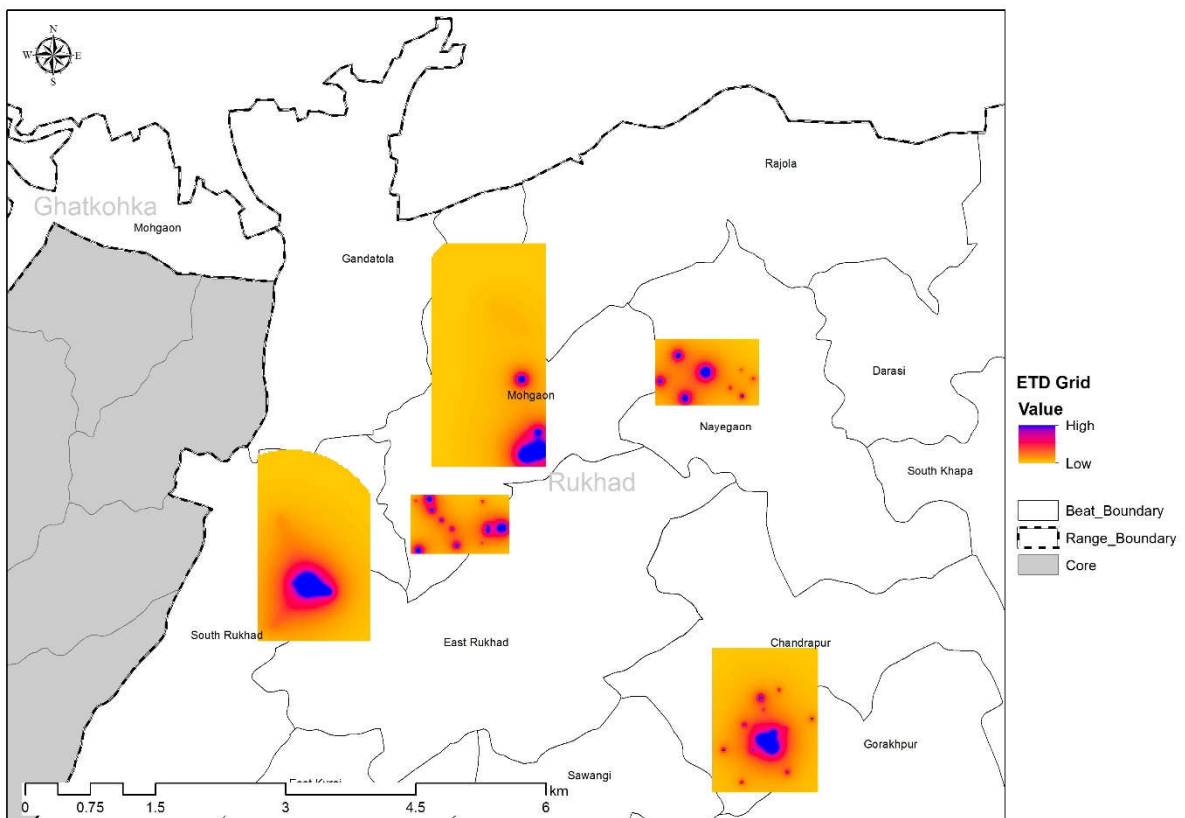 N
W E
S
Rajola
Ghatkohka
Mohgaon
Gandatola
Darasi
Mohgaon
Nayegaon
South Khapa
Rukhad
South Rukhad
East Rukhad
Chandrapur
Gorakhpur
Sawangi
km
0 0.75 1.5 3 4.5 6
ETD Grid
Value
High
Low
Beat_Boundary
Range_Boundary
Core